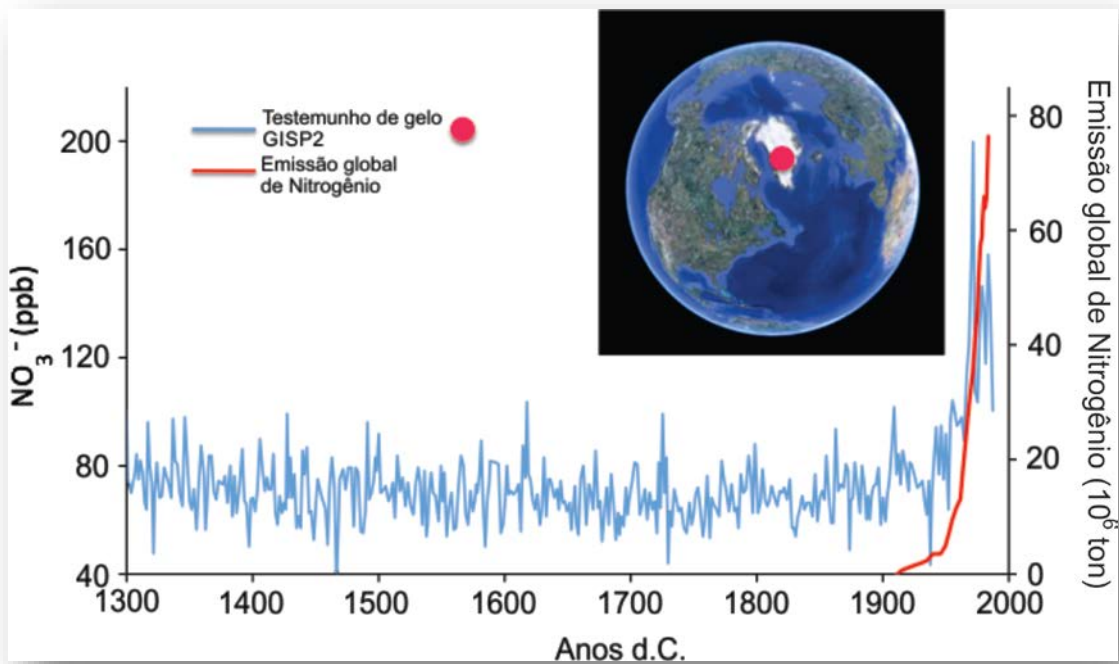 Testemunho de gelo
GISP2
Emissão global
de Nitrogênio
NO3- (ppb)
200
160
120
80
40
80
60
40
20
0
Emissão global de Nitrogênio (10⁶ ton)
1300 1400 1500 1600 1700 1800 1900 2000
Anos d.C.